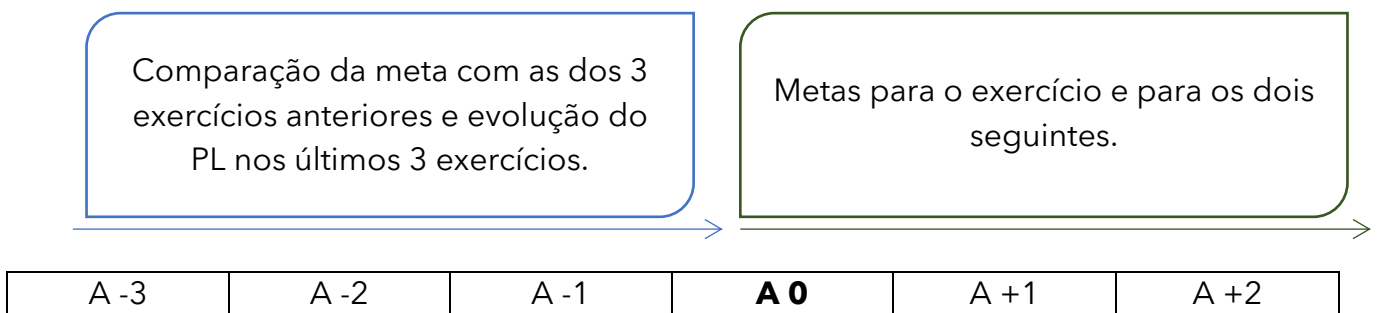 Comparação da meta com as dos 3
exercícios anteriores e evolução do
PL nos últimos 3 exercícios.
Metas para o exercício e para os dois
seguintes.
A -3 A -2 A -1 A 0 A +1 A +2